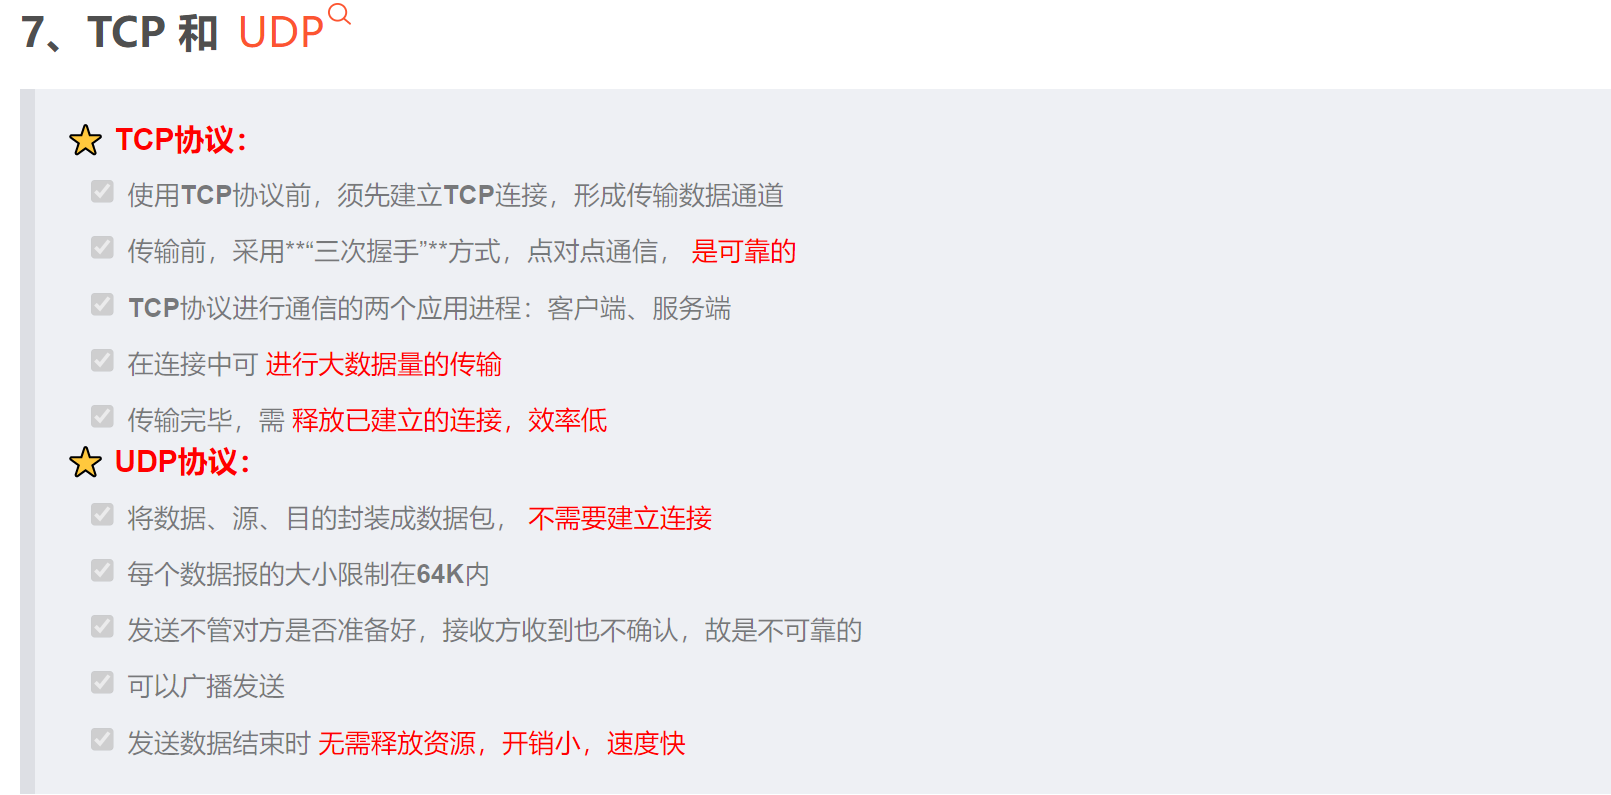 7、TCP 和 UDP
TCP协议：
使用TCP协议前，须先建立TCP连接，形成传输数据通道
传输前，采用**“三次握手”**方式，点对点通信， 是可靠的
TCP协议进行通信的两个应用进程：客户端、服务端
在连接中可 进行大数据量的传输
传输完毕，需 释放已建立的连接，效率低
UDP协议：
将数据、源、目的封装成数据包， 不需要建立连接
每个数据报的大小限制在64K内
发送不管对方是否准备好，接收方收到也不确认，故是不可靠的
可以广播发送
发送数据结束时 无需释放资源，开销小，速度快